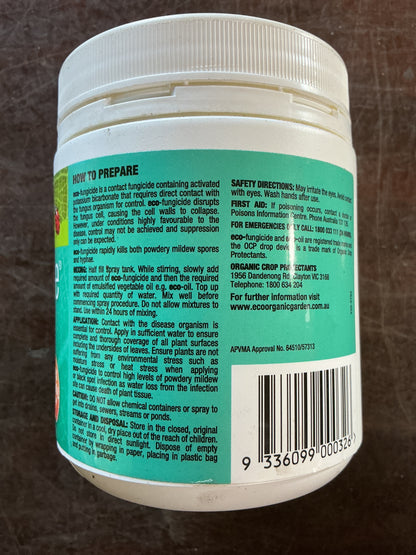 HOW TO PREPARE
eco-fungicide is a contact fungicide containing activated
potassium bicarbonate that requires direct contact with
the fungus organism for control. eco-fungicide disrupts
the fungus cell, causing the cell walls to collapse.
However, under conditions highly favourable to the
disease, control may not be achieved and suppression
only can be expected.
eco-fungicide rapidly kills both powdery mildew spores
and hyphae.
MIXING: Half fill spray tank. While stirring, slowly add
required amount of eco-fungicide and then the required
amount of emulsified vegetable oil e.g. eco-oil. Top up
with required quantity of water. Mix well before
commencing spray procedure. Do not allow mixtures to
stand. Use within 24 hours of mixing.
APPLICATION: Contact with the disease organism is
essential for control. Apply in sufficient water to ensure
complete and thorough coverage of all plant surfaces
including the undersides of leaves. Ensure plants are not
suffering from any environmental stress such as
moisture stress or heat stress when applying
eco-fungicide to control high levels of powdery mildew
or black spot infection as water loss from the infection
site can cause death of plant tissue.
CAUTION: DO NOT allow chemical containers or spray to
get into drains, sewers, streams or ponds.
STORAGE AND DISPOSAL: Store in the closed, original
container in a cool, dry place out of the reach of children.
Do not store in direct sunlight. Dispose of empty
container by wrapping in paper, placing in plastic bag
and putting in garbage.
SAFETY DIRECTIONS: May irritate the eyes. Avoid contact
with eyes. Wash hands after use.
FIRST AID: If poisoning occurs, contact a doctor or
Poisons Information Centre. Phone Australia 131 126.
FOR EMERGENCIES ONLY CALL: 1800 033 111
eco-fungicide and eco-oil are registered trade marks and
the OCP drop device is a trade mark of Organic Crop
Protectants.
ORGANIC CROP PROTECTANTS
1956 Dandenong Rd, Clayton VIC 3168
Telephone: 1800 634 204
For further information visit
www.ecoorganicgarden.com.au
APVMA Approval No. 64510/57313
9 336099 000326